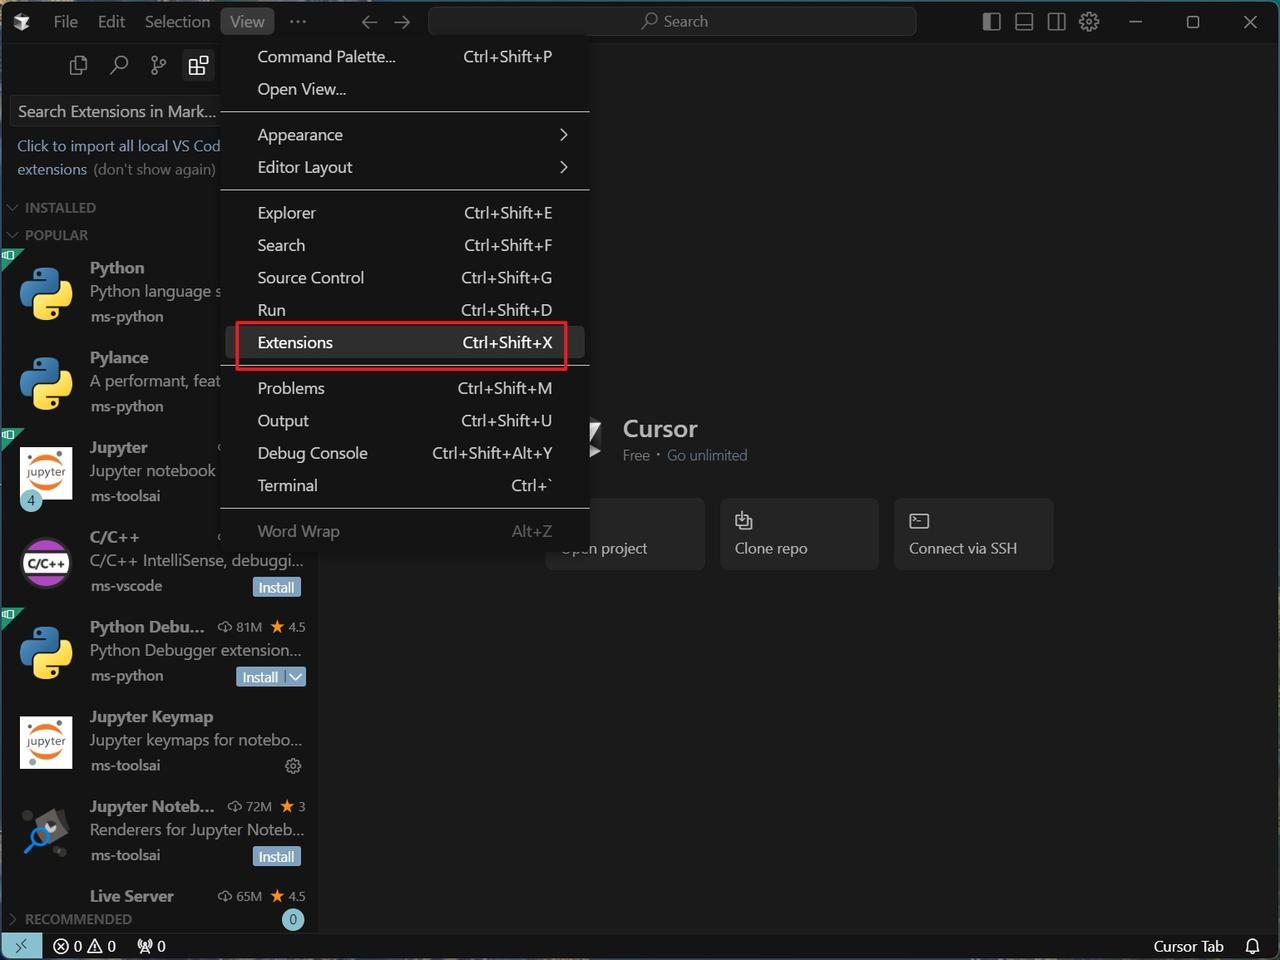 File Edit Selection View ··· Search
Command Palette... Ctrl+Shift+P
Open View...
Appearance
Editor Layout
Explorer Ctrl+Shift+E
Search Ctrl+Shift+F
Source Control Ctrl+Shift+G
Run Ctrl+Shift+D
Extensions Ctrl+Shift+X
Problems Ctrl+Shift+M
Output Ctrl+Shift+U
Debug Console Ctrl+Shift+Alt+Y
Terminal Ctrl+`
Word Wrap Alt+Z
Search Extensions in Mark...
Click to import all local VS Cod
extensions (don't show again)
INSTALLED
POPULAR
Python
Python language s
ms-python
Pylance
A performant, feat
ms-python
Jupyter
Jupyter notebook
ms-toolsai
jupyter
4
C/C++
C/C++ IntelliSense, debuggi...
ms-vscode Install
C/C++
Python Debu... 81M 4.5
Python Debugger extension...
ms-python Install
Jupyter Keymap
Jupyter keymaps for notebo...
ms-toolsai
jupyter
Jupyter Noteb... 72M 3
Renderers for Jupyter Noteb...
ms-toolsai Install
Live Server 65M 4.5
RECOMMENDED 0
Cursor
Free · Go unlimited
Open project
Clone repo
Connect via SSH
0 0 0 Cursor Tab